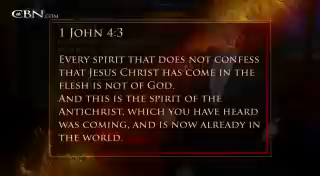 CBN.com
1 John 4:3
Every spirit that does not confess
that Jesus Christ has come in the
flesh is not of God.
And this is the spirit of the
Antichrist, which you have heard
was coming, and is now already in
the world.